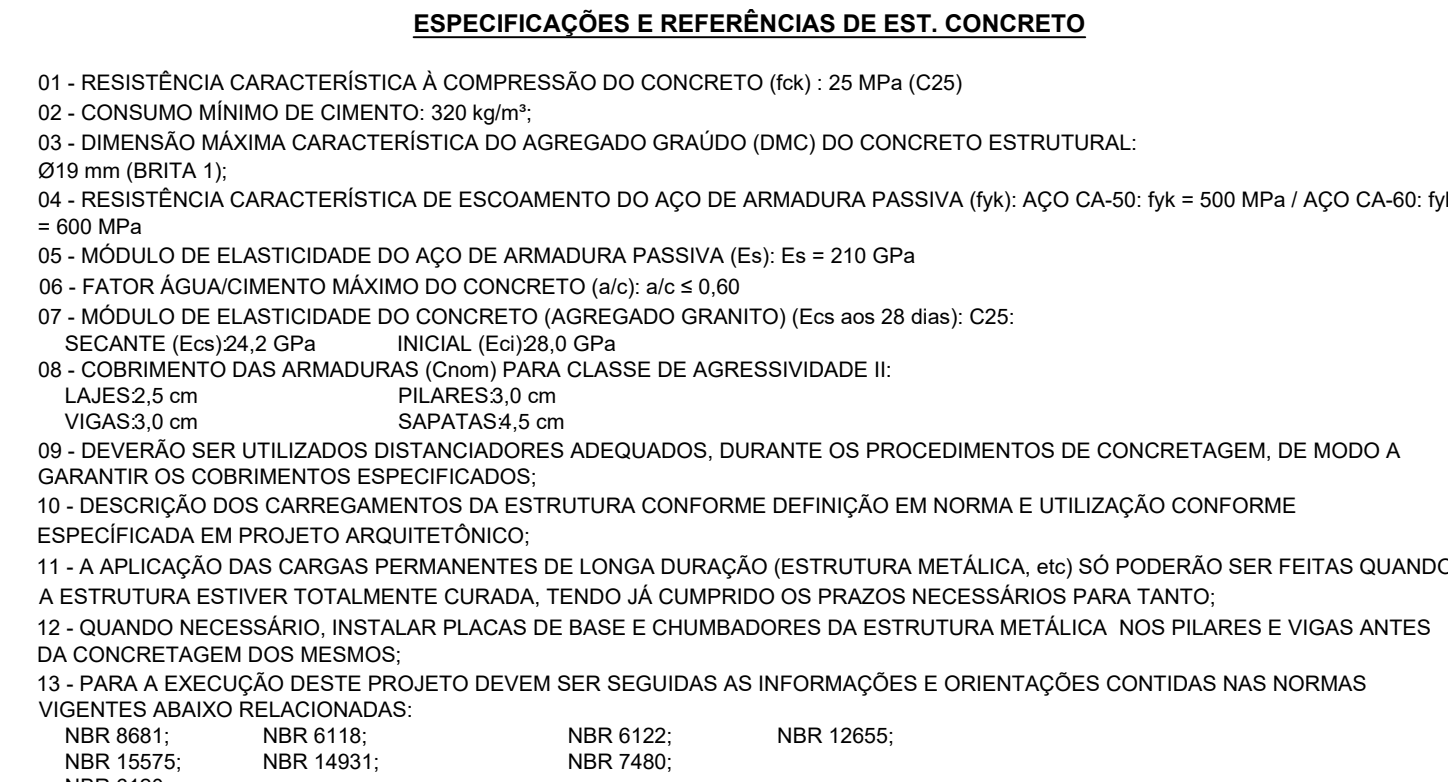 ESPECIFICAÇÕES E REFERÊNCIAS DE EST. CONCRETO
01 - RESISTÊNCIA CARACTERÍSTICA À COMPRESSÃO DO CONCRETO (fck) : 25 MPa (C25)
02 - CONSUMO MÍNIMO DE CIMENTO: 320 kg/m³;
03 - DIMENSÃO MÁXIMA CARACTERÍSTICA DO AGREGADO GRAÚDO (DMC) DO CONCRETO ESTRUTURAL:
Ø19 mm (BRITA 1);
04 - RESISTÊNCIA CARACTERÍSTICA DE ESCOAMENTO DO AÇO DE ARMADURA PASSIVA (fyk): AÇO CA-50: fyk = 500 MPa / AÇO CA-60: fyk
= 600 MPa
05 - MÓDULO DE ELASTICIDADE DO AÇO DE ARMADURA PASSIVA (Es): Es = 210 GPa
06 - FATOR ÁGUA/CIMENTO MÁXIMO DO CONCRETO (a/c): a/c ≤ 0,60
07 - MÓDULO DE ELASTICIDADE DO CONCRETO (AGREGADO GRANITO) (Ecs aos 28 dias): C25:
SECANTE (Ecs):24,2 GPa INICIAL (Eci):28,0 GPa
08 - COBRIMENTO DAS ARMADURAS (Cnom) PARA CLASSE DE AGRESSIVIDADE II:
LAJES:2,5 cm PILARES:3,0 cm
VIGAS:3,0 cm SAPATAS:4,5 cm
09 - DEVERÃO SER UTILIZADOS DISTANCIADORES ADEQUADOS, DURANTE OS PROCEDIMENTOS DE CONCRETAGEM, DE MODO A
GARANTIR OS COBRIMENTOS ESPECIFICADOS;
10 - DESCRIÇÃO DOS CARREGAMENTOS DA ESTRUTURA CONFORME DEFINIÇÃO EM NORMA E UTILIZAÇÃO CONFORME
ESPECÍFICADA EM PROJETO ARQUITETÔNICO;
11 - A APLICAÇÃO DAS CARGAS PERMANENTES DE LONGA DURAÇÃO (ESTRUTURA METÁLICA, etc) SÓ PODERÃO SER FEITAS QUANDO
A ESTRUTURA ESTIVER TOTALMENTE CURADA, TENDO JÁ CUMPRIDO OS PRAZOS NECESSÁRIOS PARA TANTO;
12 - QUANDO NECESSÁRIO, INSTALAR PLACAS DE BASE E CHUMBADORES DA ESTRUTURA METÁLICA NOS PILARES E VIGAS ANTES
DA CONCRETAGEM DOS MESMOS;
13 - PARA A EXECUÇÃO DESTE PROJETO DEVEM SER SEGUIDAS AS INFORMAÇÕES E ORIENTAÇÕES CONTIDAS NAS NORMAS
VIGENTES ABAIXO RELACIONADAS:
NBR 8681; NBR 6118; NBR 6122; NBR 12655;
NBR 15575; NBR 14931; NBR 7480;